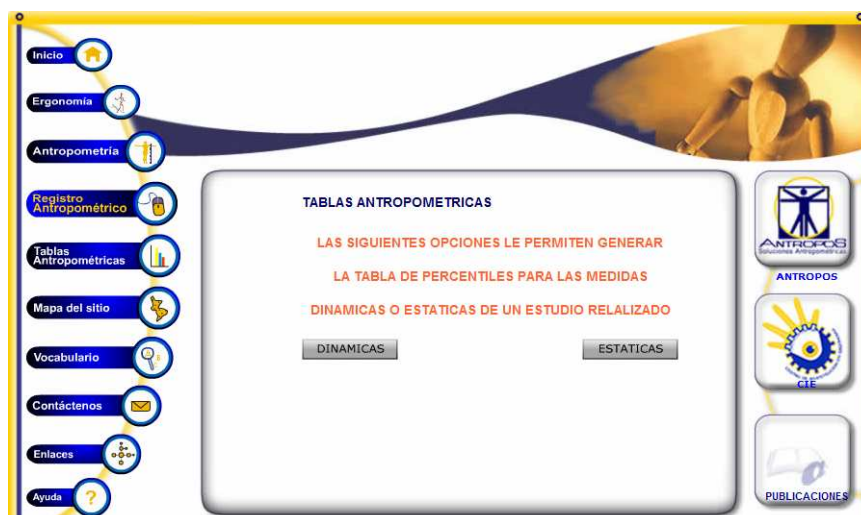 Inicio
Ergonomía
Antropometría
Registro
Antropométrico
Tablas
Antropométricas
Mapa del sitio
Vocabulario
Contáctenos
Enlaces
Ayuda
?
TABLAS ANTROPOMETRICAS
LAS SIGUIENTES OPCIONES LE PERMITEN GENERAR
LA TABLA DE PERCENTILES PARA LAS MEDIDAS
DINAMICAS O ESTATICAS DE UN ESTUDIO RELALIZADO
DINAMICAS
ESTATICAS
ANTROPOS
Soluciones Antropométricas
ANTROPOS
CIE
PUBLICACIONES